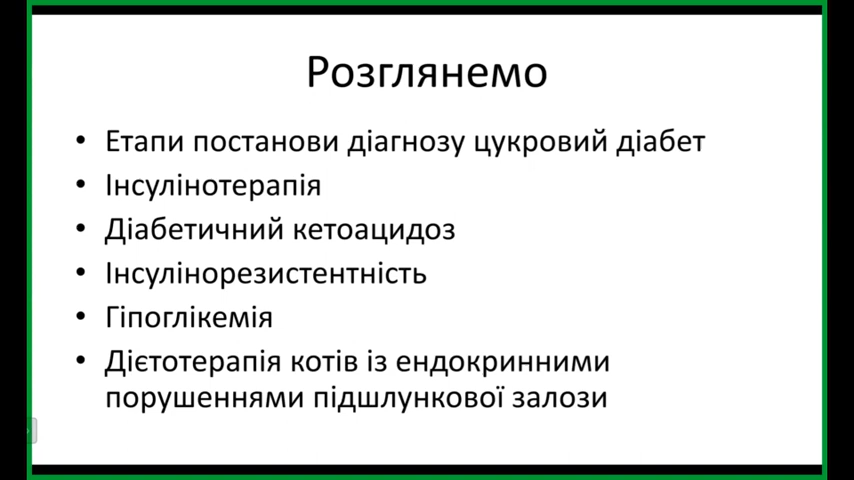 Розглянемо
• Етапи постанови діагнозу цукровий діабет
• Інсулінотерапія
• Діабетичний кетоацидоз
• Інсулінорезистентність
• Гіпоглікемія
• Дієтотерапія котів із ендокринними
порушеннями підшлункової залози